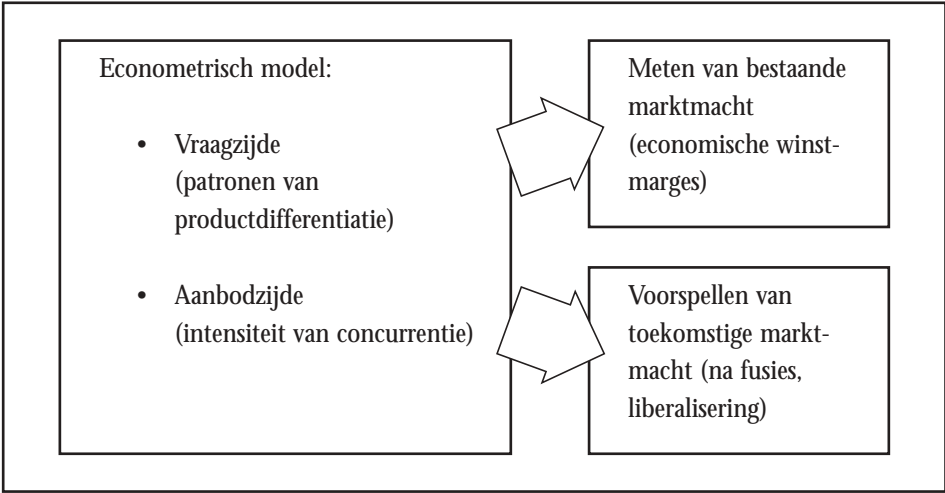 Econometrisch model:
• Vraagzijde
(patronen van
productdifferentiatie)
• Aanbodzijde
(intensiteit van concurrentie)
Meten van bestaande
marktmacht
(economische winst-
marges)
Voorspellen van
toekomstige markt-
macht (na fusies,
liberalisering)